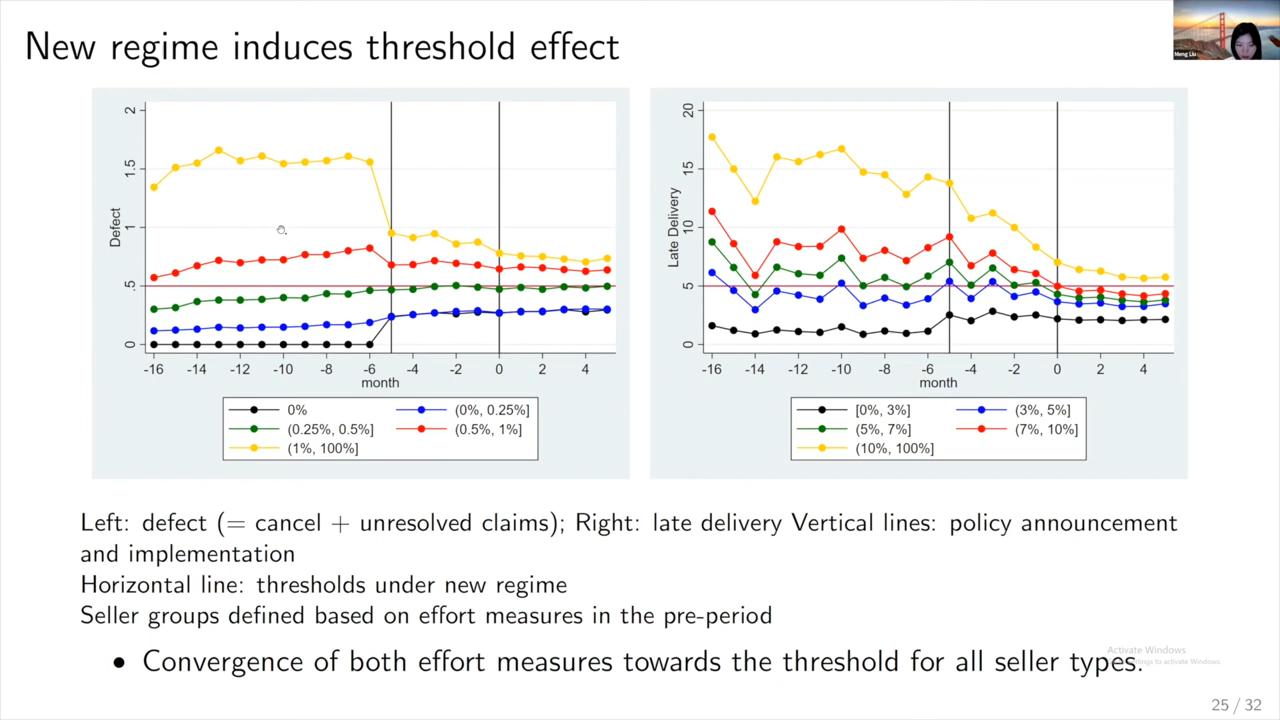 New regime induces threshold effect
Meng Liu
2
1.5
1
.5
0
Defect
-16 -14 -12 -10 -8 -6 -4 -2 0 2 4
month
0% (0%, 0.25%]
(0.25%, 0.5%] (0.5%, 1%]
(1%, 100%]
20
15
10
5
0
Late Delivery
-16 -14 -12 -10 -8 -6 -4 -2 0 2 4
month
[0%, 3%] (3%, 5%]
(5%, 7%] (7%, 10%]
(10%, 100%]
Left: defect (= cancel + unresolved claims); Right: late delivery Vertical lines: policy announcement
and implementation
Horizontal line: thresholds under new regime
Seller groups defined based on effort measures in the pre-period
• Convergence of both effort measures towards the threshold for all seller types.
Activate Windows
to activate Windows.
25 / 32